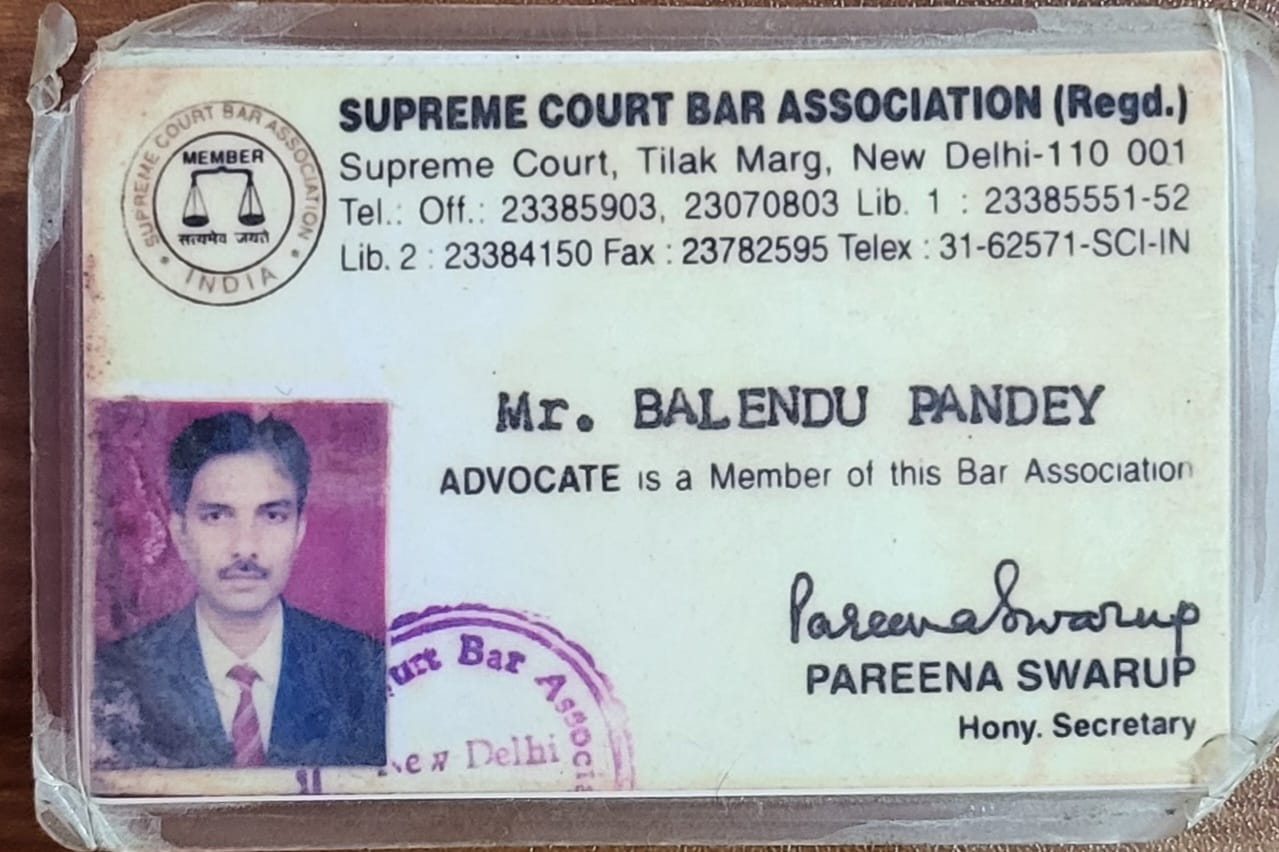 SUPREME COURT BAR ASSOCIATION (Regd.)
Supreme Court, Tilak Marg, New Delhi-110 001
Tel.: Off.: 23385903, 23070803 Lib. 1 : 23385551-52
Lib. 2 : 23384150 Fax : 23782595 Telex : 31-62571-SCI-IN
SUPREME COURT BAR ASSOCIATION
MEMBER
सत्यमेव जयते
INDIA
Mr. BALENDU PANDEY
ADVOCATE is a Member of this Bar Association
Pareena Swarup
PAREENA SWARUP
Hony. Secretary
urt Bar Associa
New Delhi